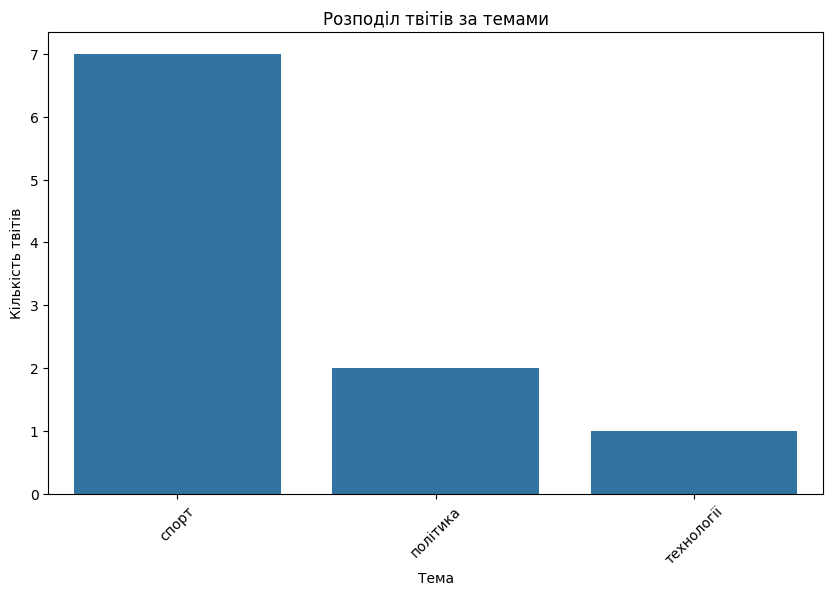 Розподіл твітів за темами
Кількість твітів
7
6
5
4
3
2
1
0
спорт
політика
технології
Тема